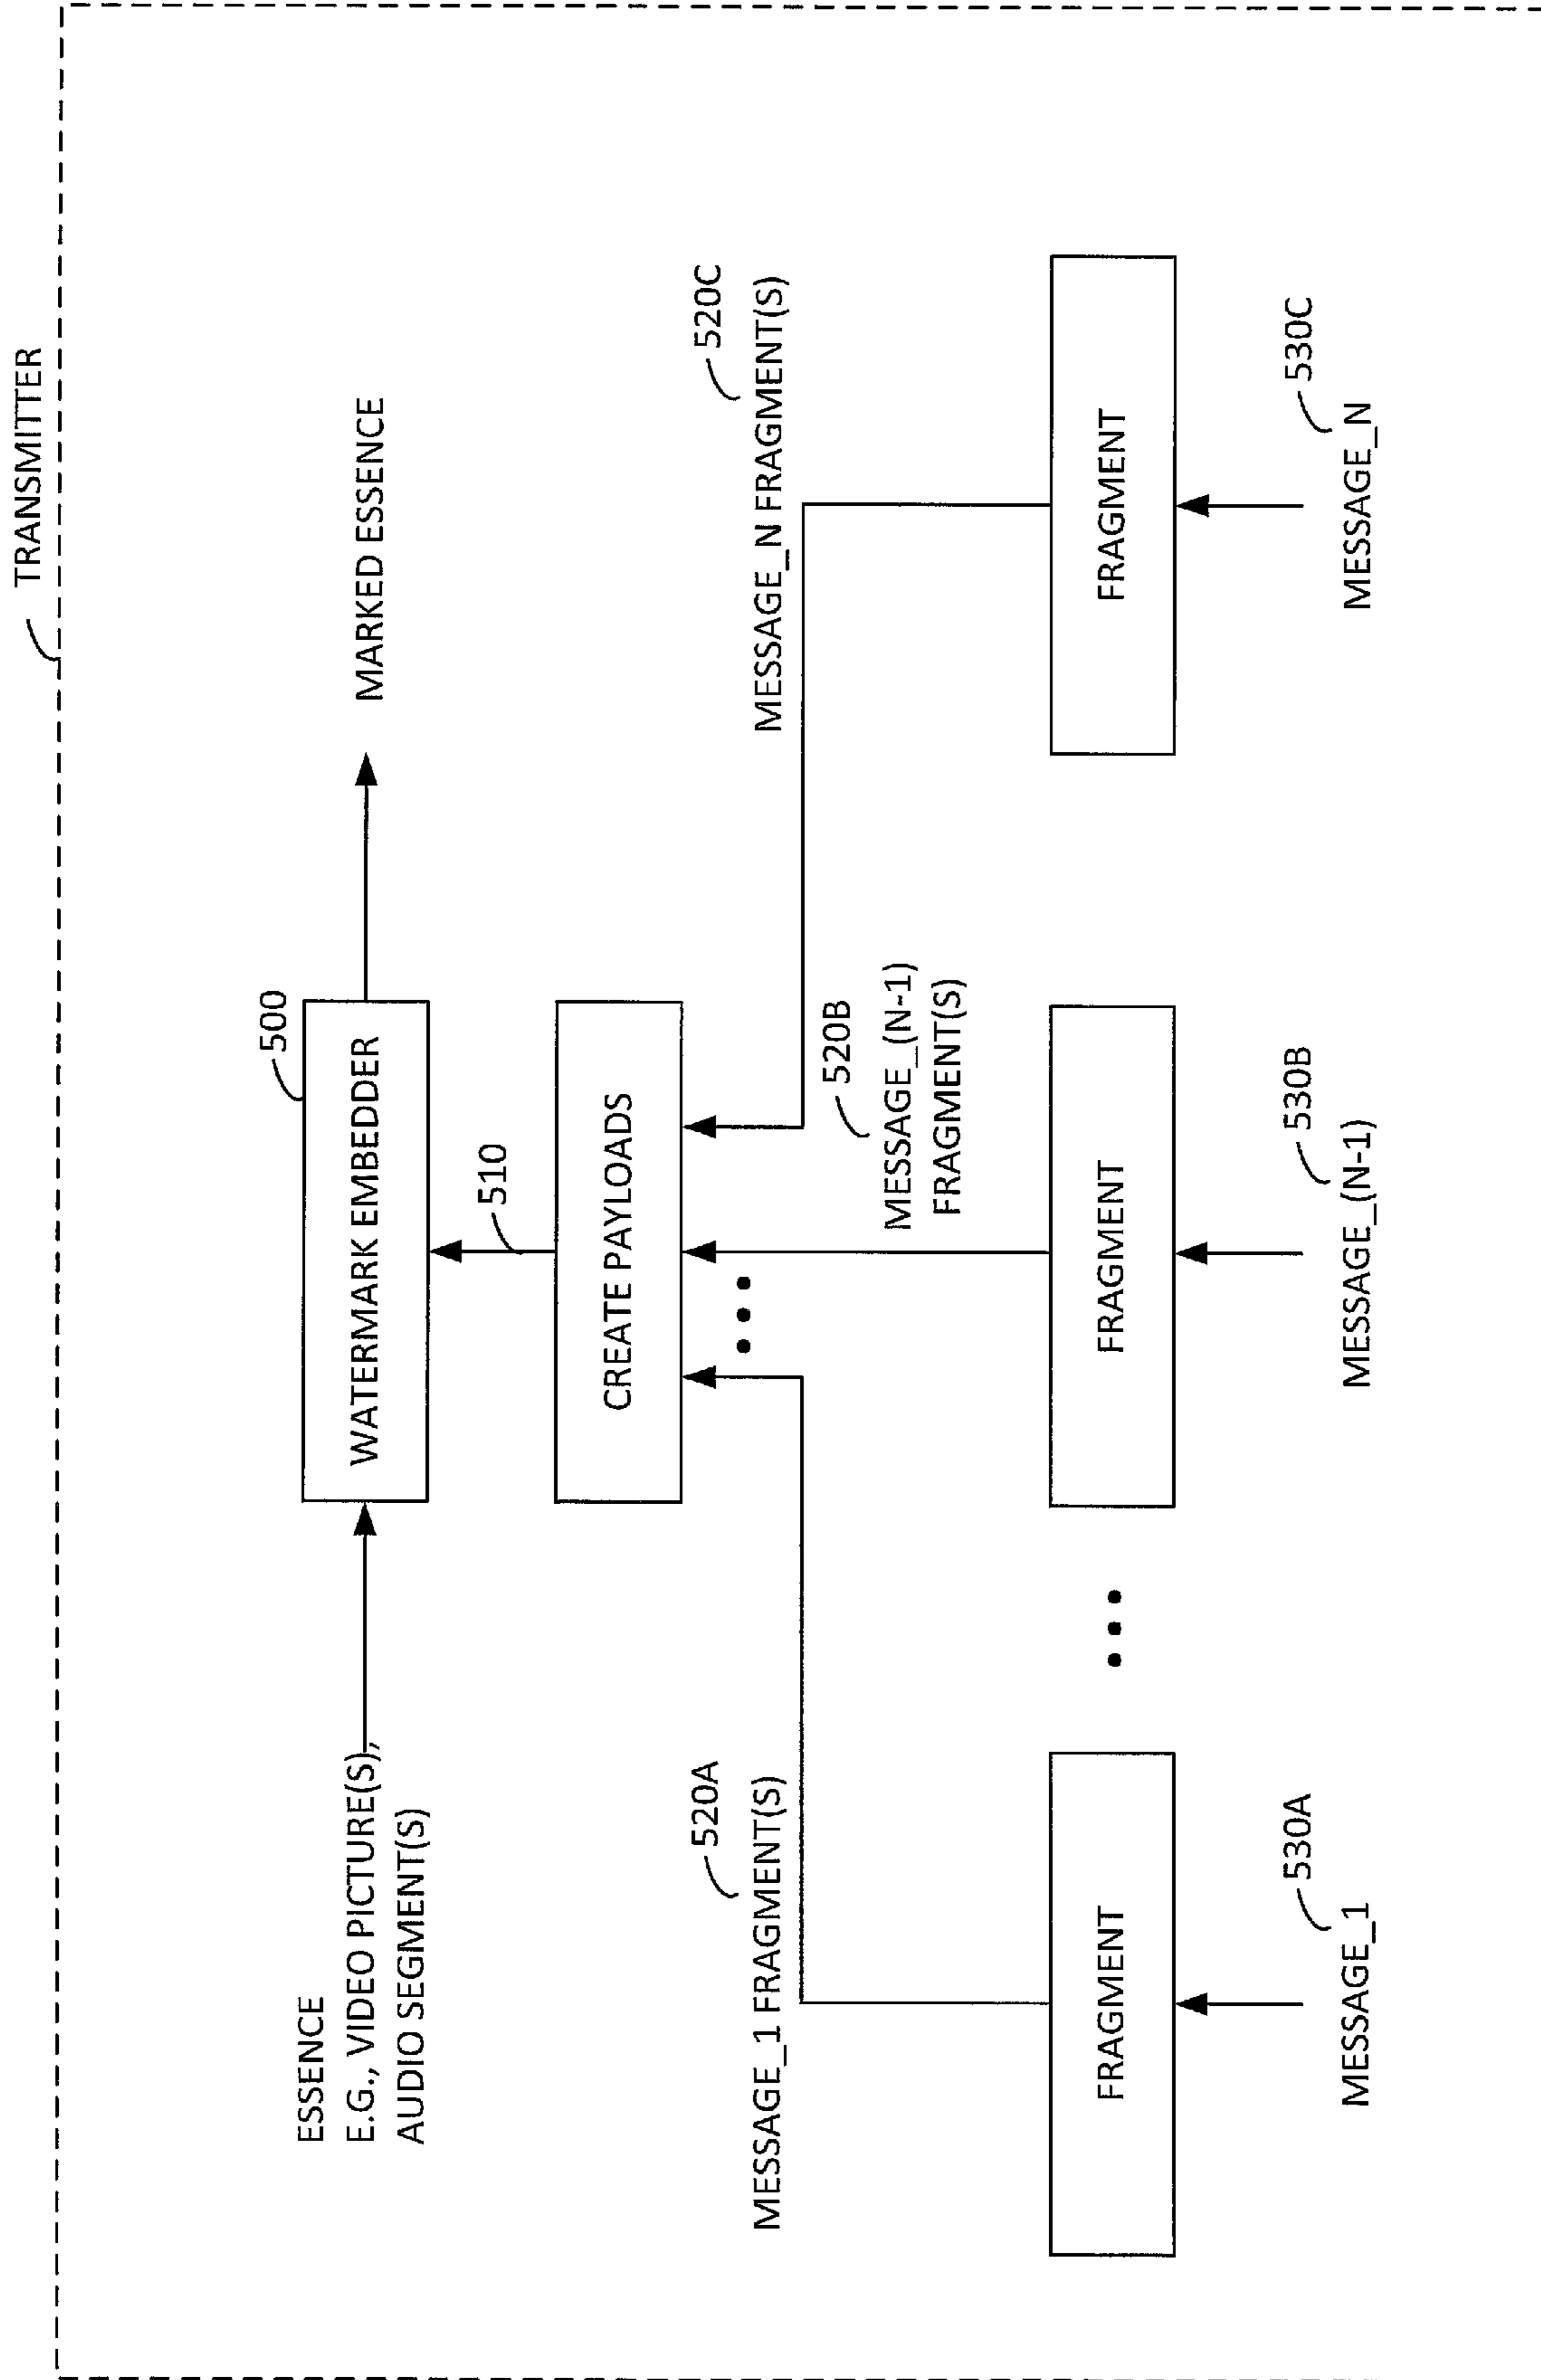 TRANSMITTER
ESSENCE
E.G., VIDEO PICTURE(S),
AUDIO SEGMENT(S)
500
WATERMARK EMBEDDER
MARKED ESSENCE
510
CREATE PAYLOADS
520A
MESSAGE_1 FRAGMENT(S)
520B
MESSAGE_(N-1)
FRAGMENT(S)
520C
MESSAGE_N FRAGMENT(S)
FRAGMENT
FRAGMENT
FRAGMENT
530A
MESSAGE_1
530B
MESSAGE_(N-1)
530C
MESSAGE_N